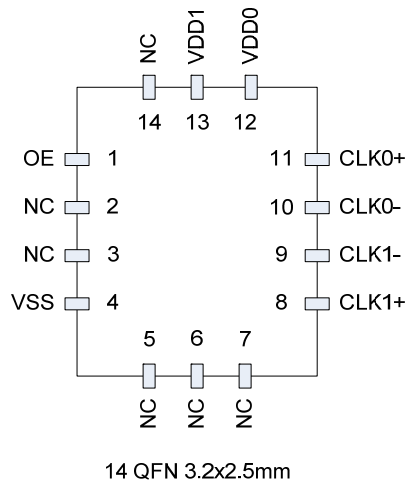 NC VDD1 VDD0
14 13 12
OE 1 11 CLK0+
NC 2 10 CLK0-
NC 3 9 CLK1-
VSS 4 8 CLK1+
5 6 7
NC NC NC
14 QFN 3.2x2.5mm